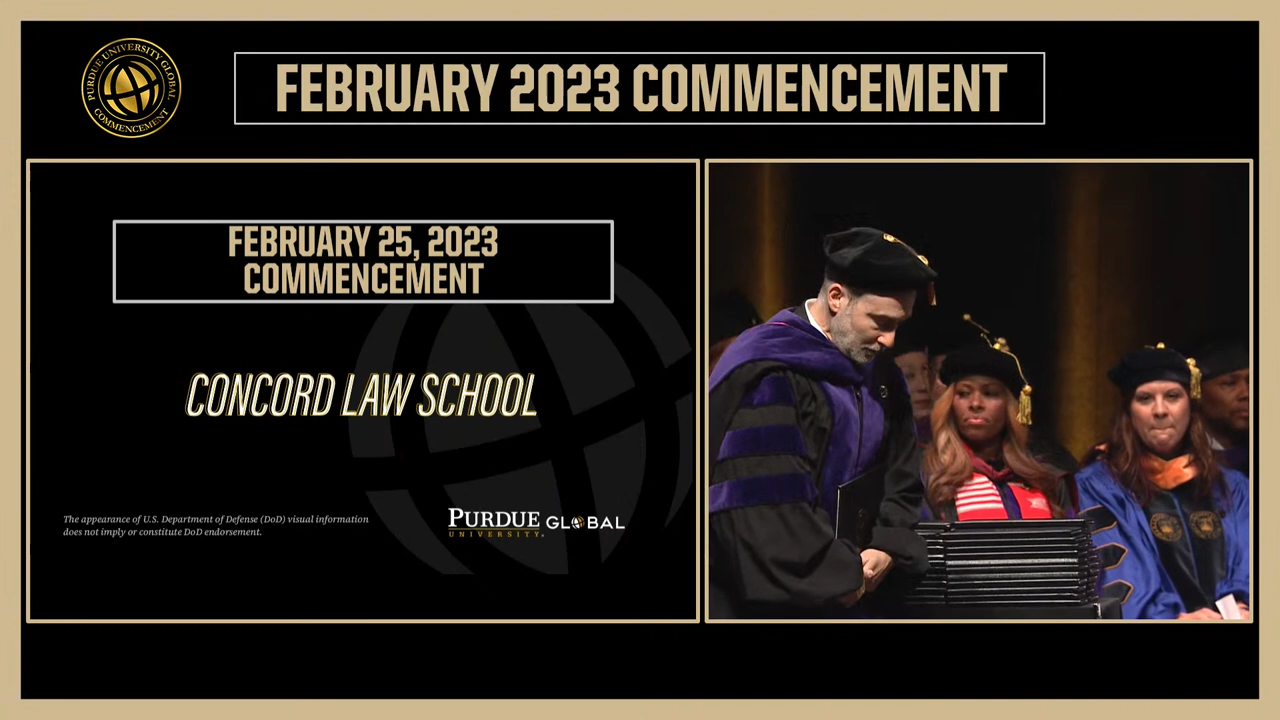 PURDUE UNIVERSITY GLOBAL
COMMENCEMENT
FEBRUARY 2023 COMMENCEMENT
FEBRUARY 25, 2023
COMMENCEMENT
CONCORD LAW SCHOOL
The appearance of U.S. Department of Defense (DoD) visual information
does not imply or constitute DoD endorsement.
PURDUE GLOBAL
UNIVERSITY®